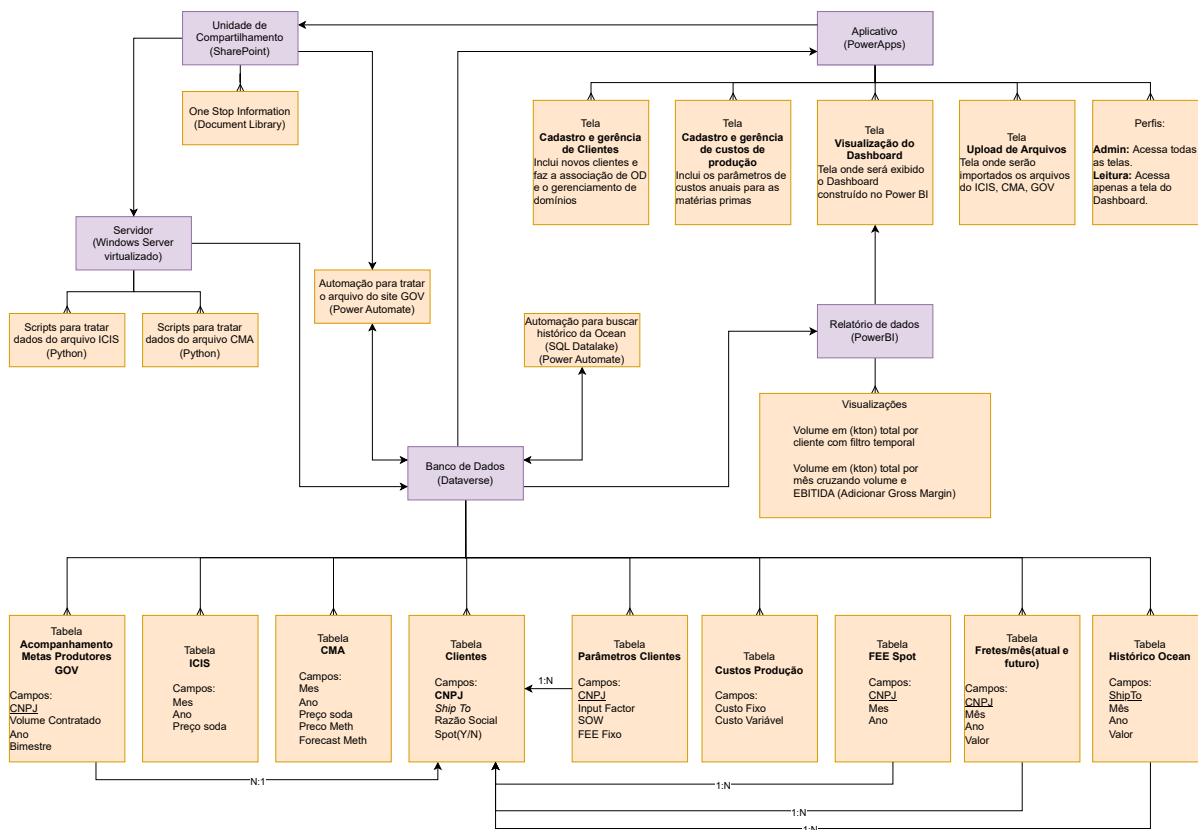 Unidade de
Compartilhamento
(SharePoint)
Aplicativo
(PowerApps)
One Stop Information
(Document Library)
Tela
Cadastro e gerência
de Clientes
Inclui novos clientes e
faz a associação de OD
e o gerenciamento de
domínios
Tela
Cadastro e gerência
de custos de
produção
Inclui os parâmetros de
custos anuais para as
matérias primas
Tela
Visualização do
Dashboard
Tela onde será exibido
o Dashboard
construído no Power BI
Tela
Upload de Arquivos
Tela onde serão
importados os arquivos
do ICIS, CMA, GOV
Perfis:
Admin: Acessa todas
as telas.
Leitura: Acessa
apenas a tela do
Dashboard.
Servidor
(Windows Server
virtualizado)
Scripts para tratar
dados do arquivo ICIS
(Python)
Scripts para tratar
dados do arquivo CMA
(Python)
Automação para tratar
o arquivo do site GOV
(Power Automate)
Automação para buscar
histórico da Ocean
(SQL Datalake)
(Power Automate)
Relatório de dados
(PowerBI)
Visualizações
Volume em (kton) total por
cliente com filtro temporal
Volume em (kton) total por
mês cruzando volume e
EBITIDA (Adicionar Gross Margin)
Banco de Dados
(Dataverse)
Tabela
Acompanhamento
Metas Produtores
GOV
Campos:
CNPJ
Volume Contratado
Ano
Bimestre
Tabela
ICIS
Campos:
Mes
Ano
Preço soda
Tabela
CMA
Campos:
Mes
Ano
Preço soda
Preco Meth
Forecast Meth
Tabela
Clientes
Campos:
CNPJ
Ship To
Razão Social
Spot(Y/N)
1:N
Tabela
Parâmetros Clientes
Campos:
CNPJ
Input Factor
SOW
FEE Fixo
Tabela
Custos Produção
Campos:
Custo Fixo
Custo Variável
Tabela
FEE Spot
Campos:
CNPJ
Mes
Ano
Tabela
Fretes/mês(atual e
futuro)
Campos:
CNPJ
Mês
Ano
Valor
Tabela
Histórico Ocean
Campos:
ShipTo
Mês
Ano
Valor
N:1
1:N
1:N
1:N